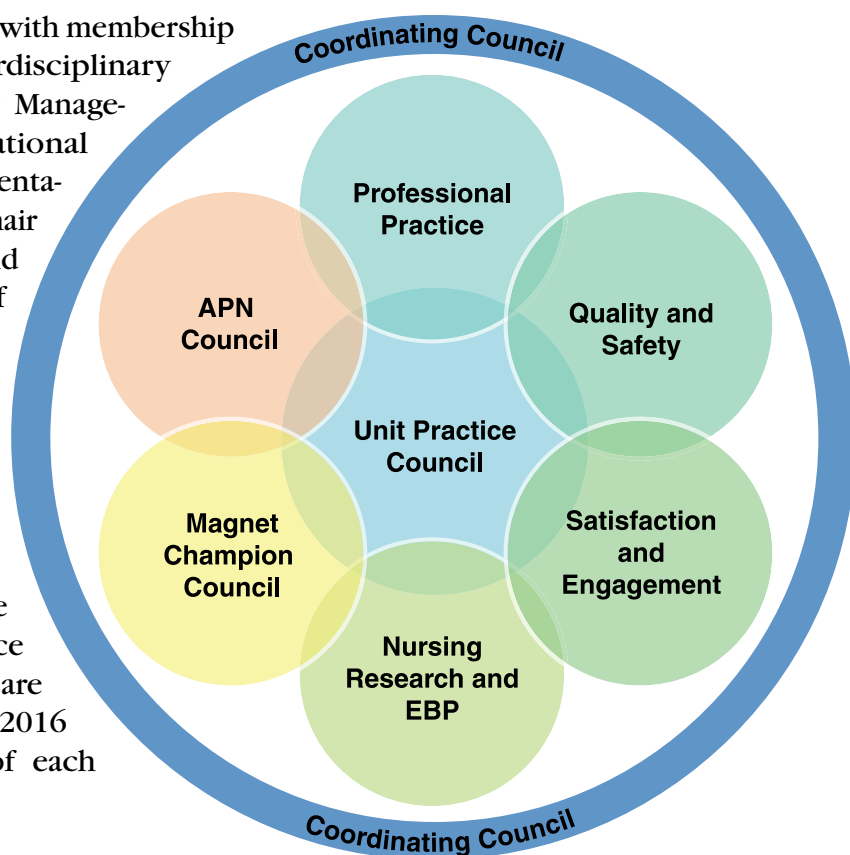 with membership
rdisciplinary
Manage-
ational
enta-
air
d
f
e
ce
are
2016
of each
Coordinating Council
Professional
Practice
APN
Council
Quality and
Safety
Unit Practice
Council
Magnet
Champion
Council
Satisfaction
and
Engagement
Nursing
Research and
EBP
Coordinating Council